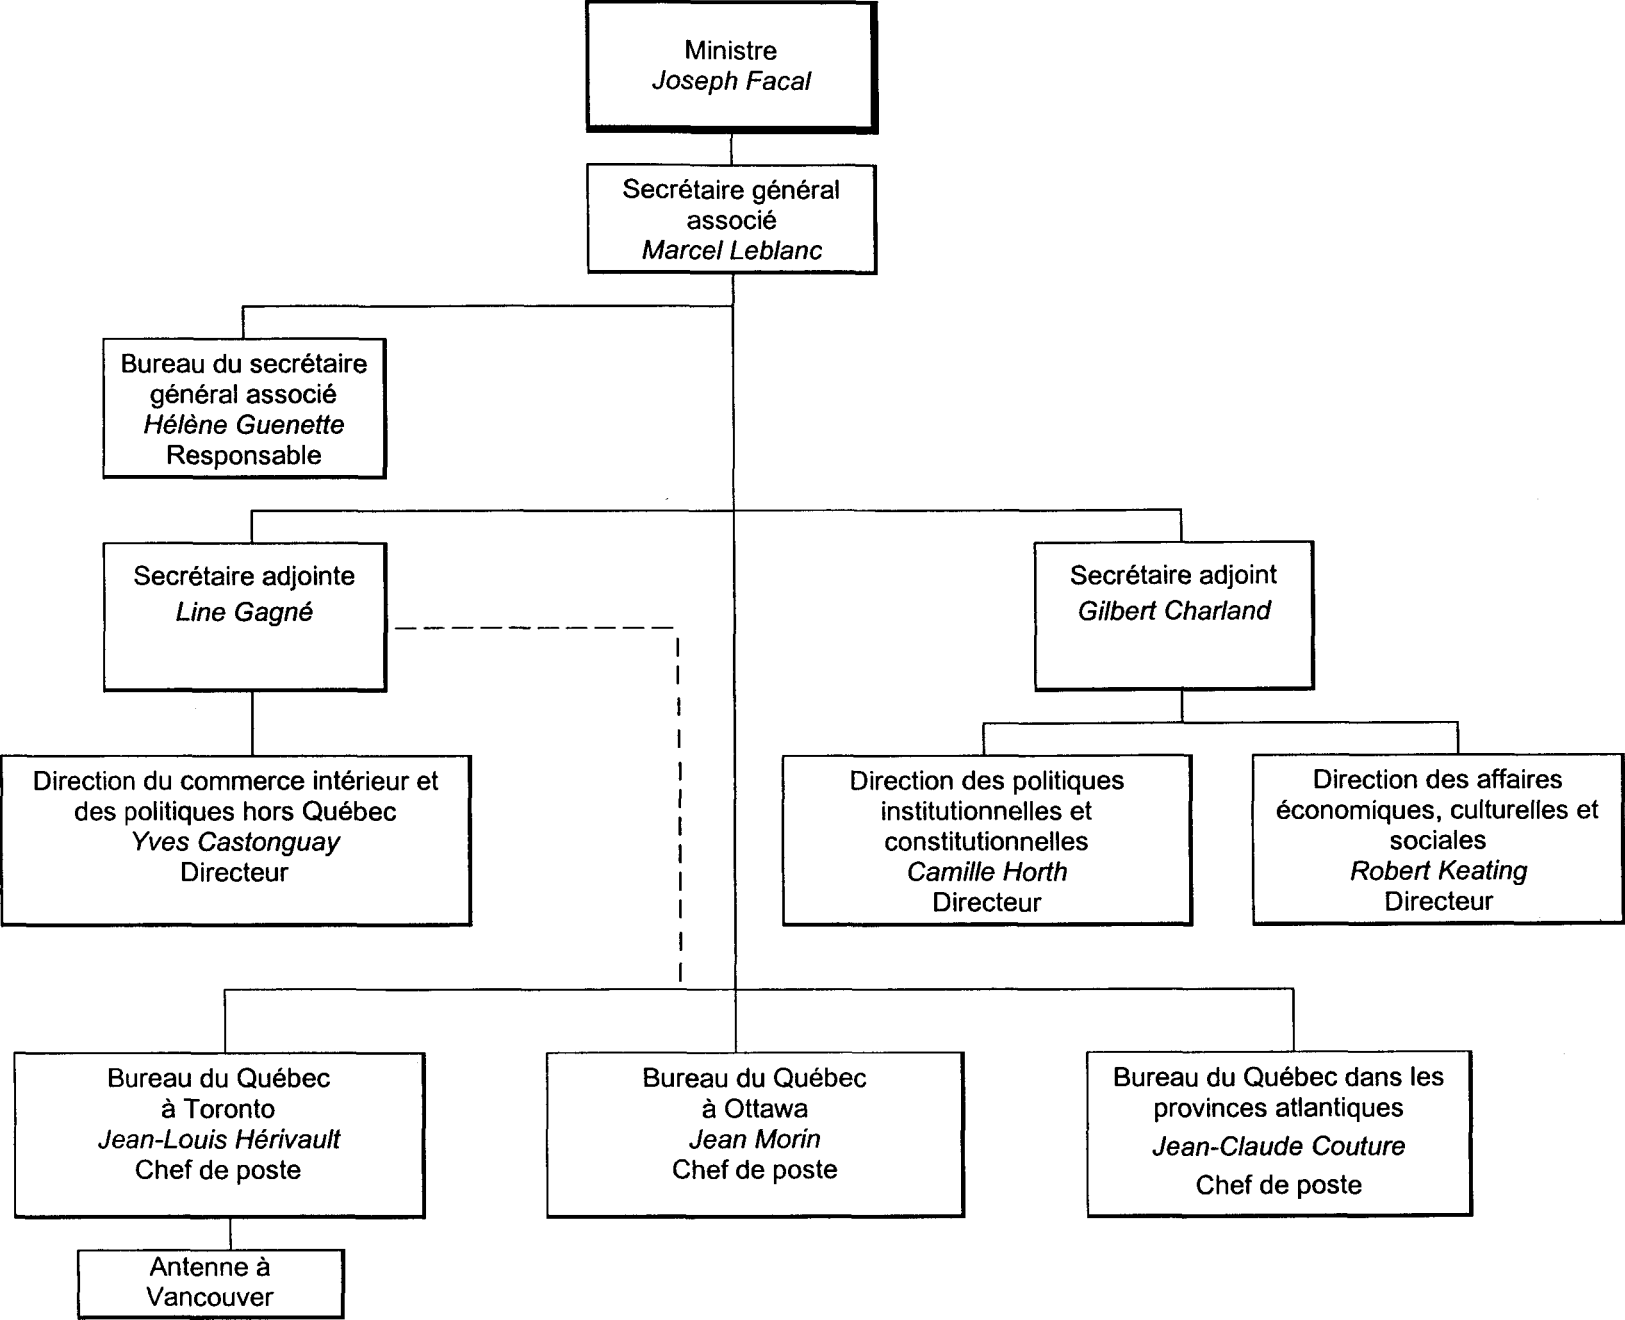 Ministre
Joseph Facal
Secrétaire général
associé
Marcel Leblanc
Bureau du secrétaire
général associé
Hélène Guenette
Responsable
Secrétaire adjointe
Line Gagné
Secrétaire adjoint
Gilbert Charland
Direction du commerce intérieur et
des politiques hors Québec
Yves Castonguay
Directeur
Direction des politiques
institutionnelles et
constitutionnelles
Camille Horth
Directeur
Direction des affaires
économiques, culturelles et
sociales
Robert Keating
Directeur
Bureau du Québec
à Toronto
Jean-Louis Hérivault
Chef de poste
Bureau du Québec
à Ottawa
Jean Morin
Chef de poste
Bureau du Québec dans les
provinces atlantiques
Jean-Claude Couture
Chef de poste
Antenne à
Vancouver